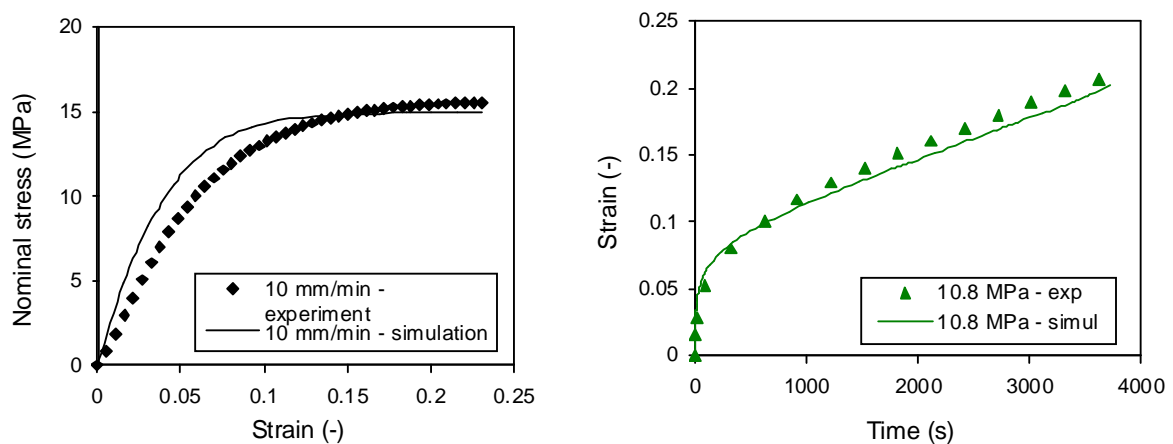 20
15
10
5
0
Nominal stress (MPa)
10 mm/min -
experiment
10 mm/min - simulation
0
0.05
0.1
0.15
0.2
0.25
Strain (-)
0.25
0.2
0.15
0.1
0.05
0
Strain (-)
10.8 MPa - exp
10.8 MPa - simul
0
1000
2000
3000
4000
Time (s)